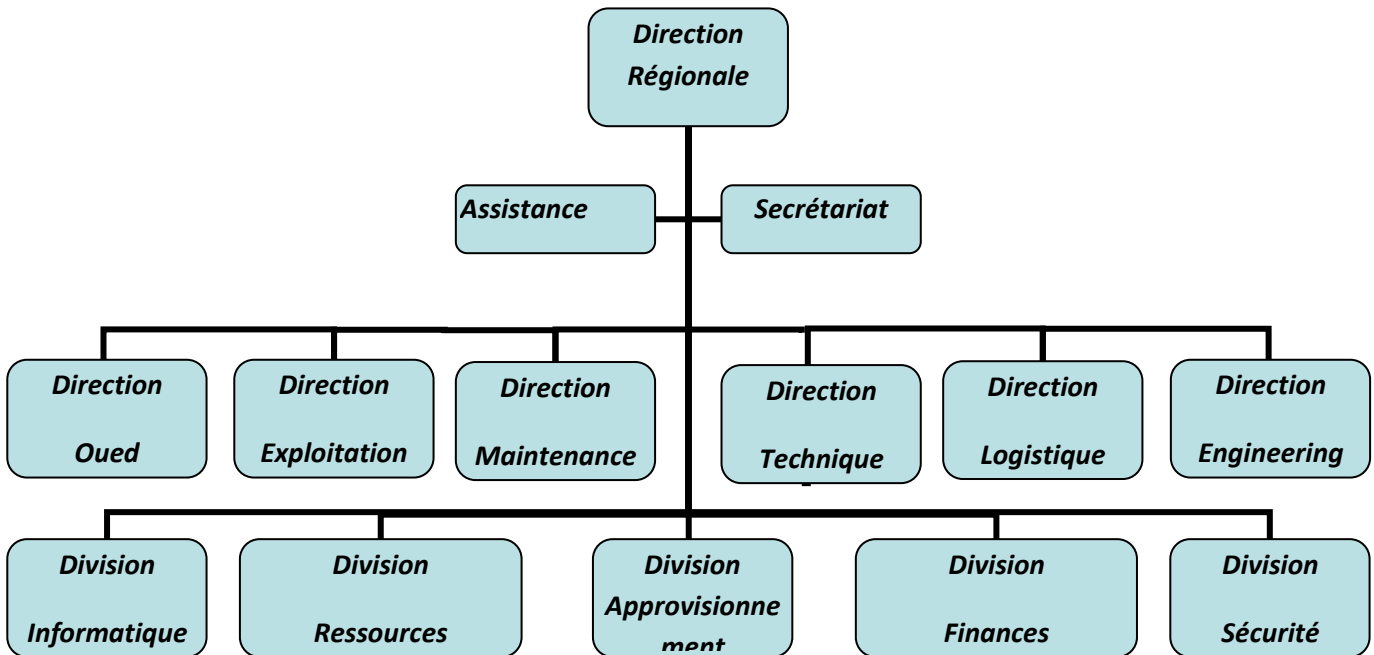 Direction
Régionale
Assistance
Secrétariat
Direction
Oued
Direction
Exploitation
Direction
Maintenance
Direction
Technique
Direction
Logistique
Direction
Engineering
Division
Informatique
Division
Ressources
Division
Approvisionne
ment
Division
Finances
Division
Sécurité